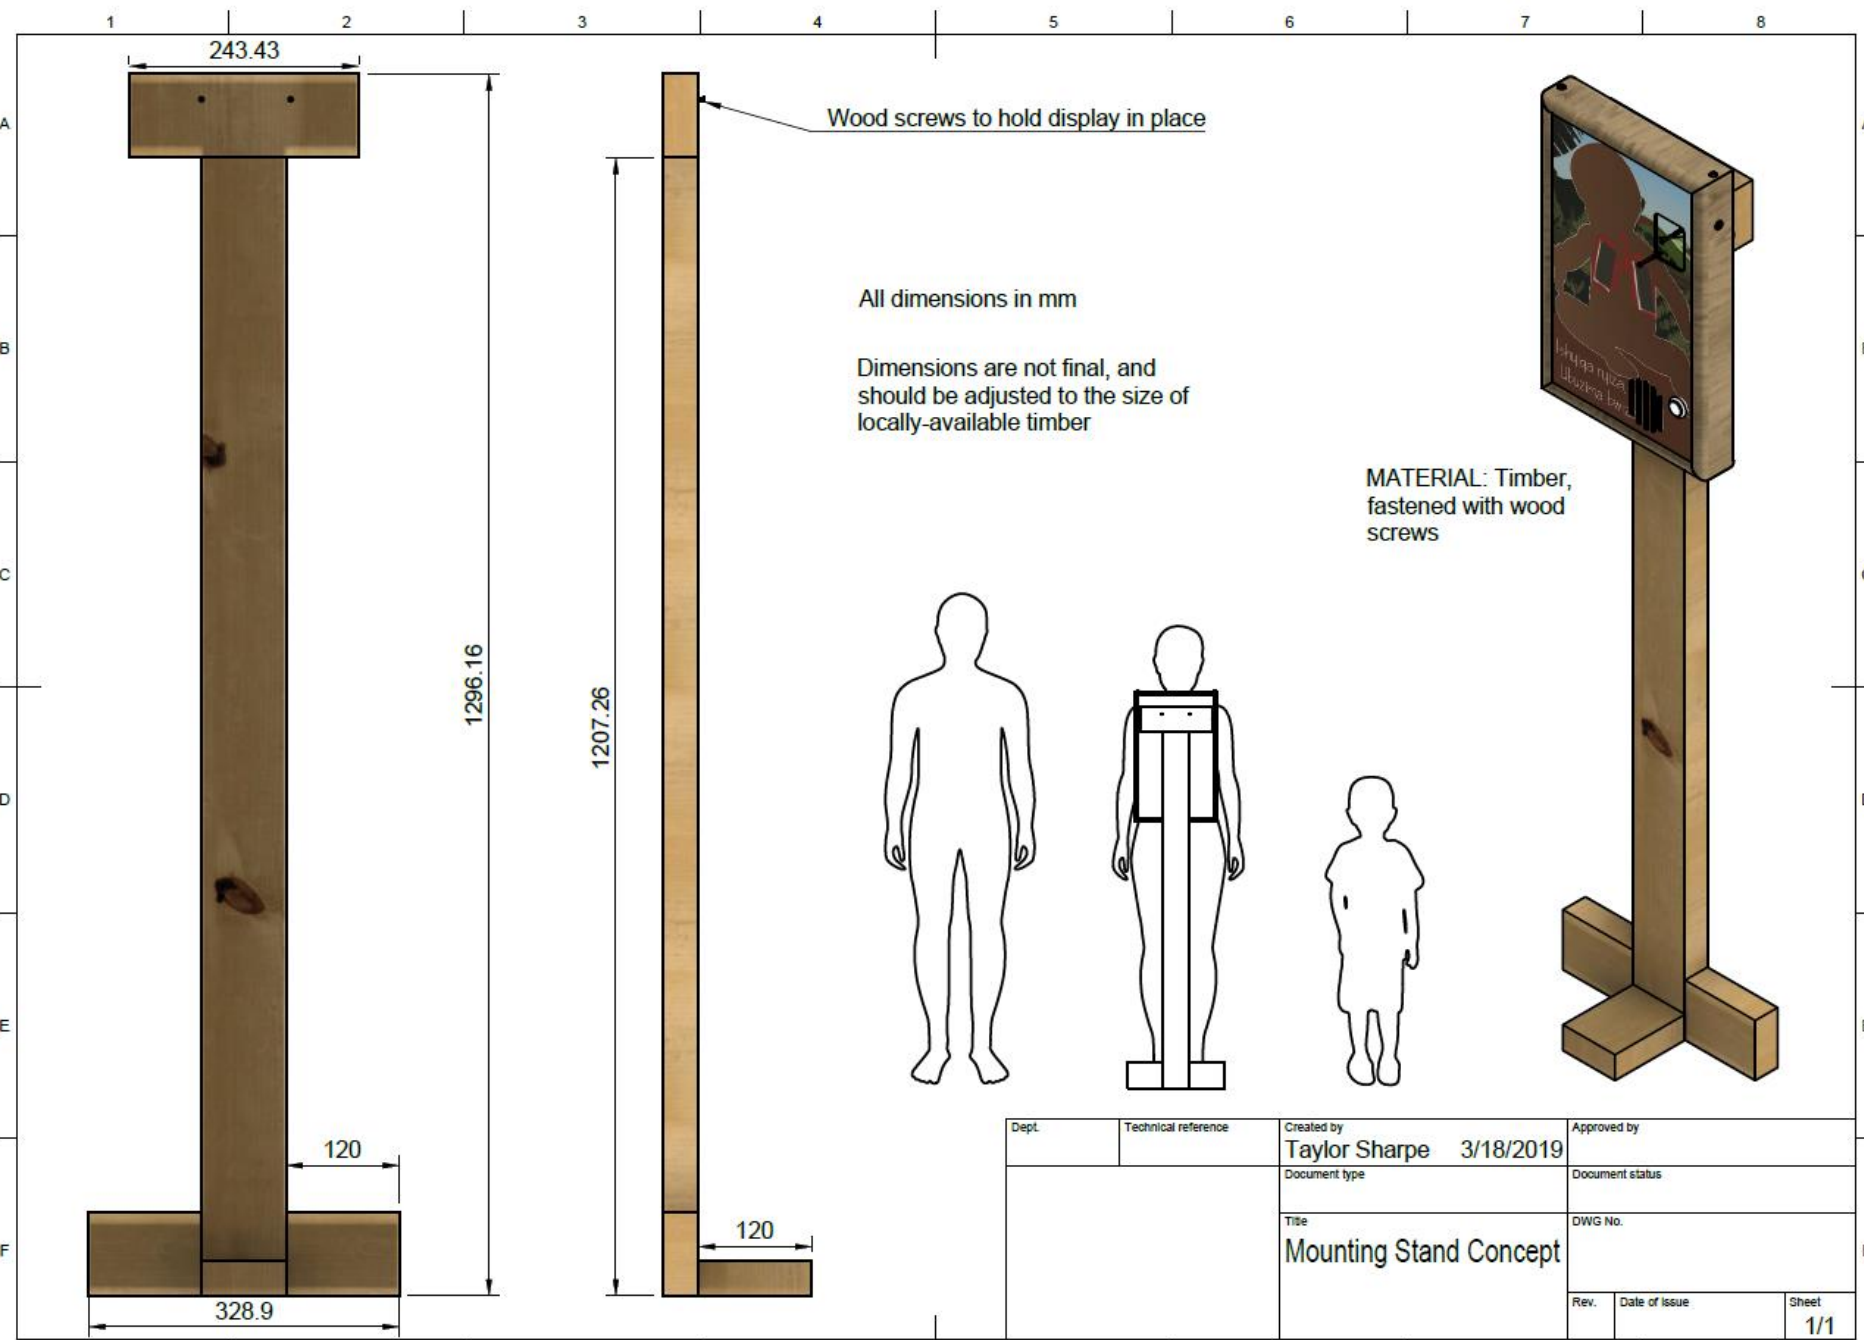 1 2 3 4 5 6 7 8
A
B
C
D
E
F
243.43
1296.16
1207.26
120
328.9
120
Wood screws to hold display in place
All dimensions in mm
Dimensions are not final, and
should be adjusted to the size of
locally-available timber
MATERIAL: Timber,
fastened with wood
screws
Dept.
Technical reference
Created by
Taylor Sharpe 3/18/2019
Approved by
Document type
Document status
Title
Mounting Stand Concept
DWG No.
Rev.
Date of issue
Sheet
1/1